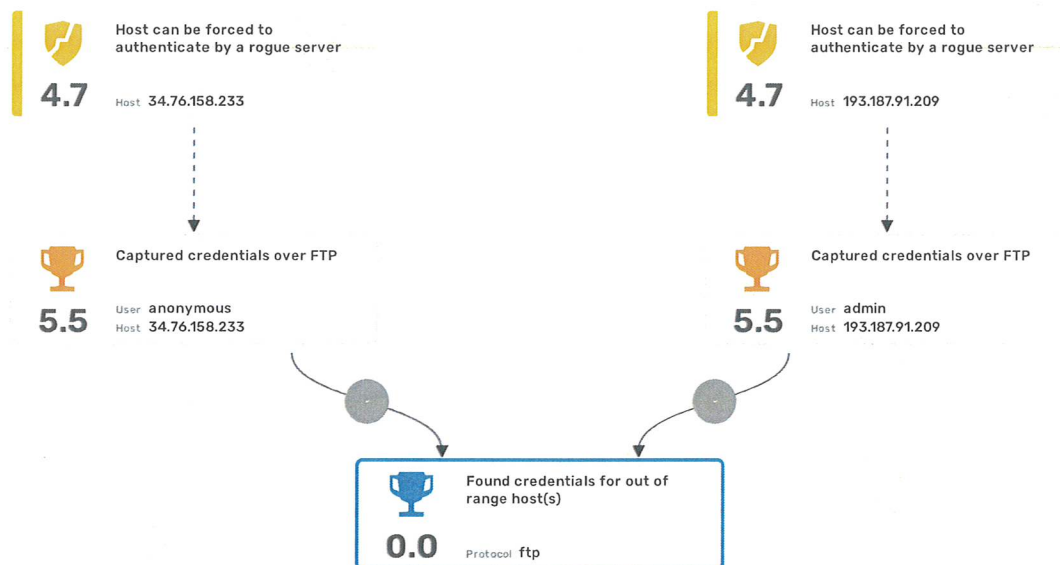 Host can be forced to
authenticate by a rogue server
4.7
Host 34.76.158.233
Host can be forced to
authenticate by a rogue server
4.7
Host 193.187.91.209
Captured credentials over FTP
5.5
User anonymous
Host 34.76.158.233
Captured credentials over FTP
5.5
User admin
Host 193.187.91.209
Found credentials for out of
range host(s)
0.0
Protocol ftp